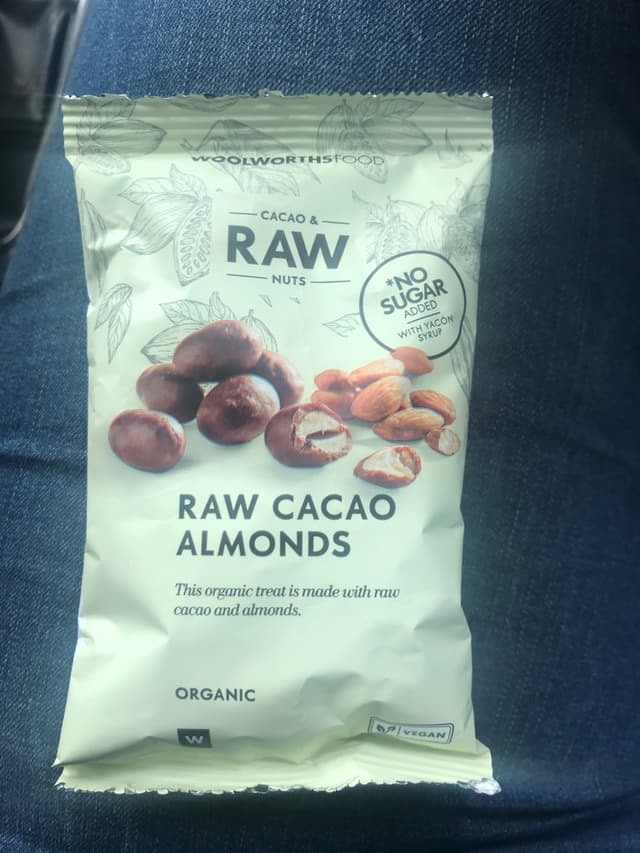 WOOLWORTHSFOOD
CACAO &
RAW
NUTS
*NO
SUGAR
ADDED
WITH YACÓN
SYRUP
RAW CACAO
ALMONDS
This organic treat is made with raw
cacao and almonds.
ORGANIC
W
VEGAN